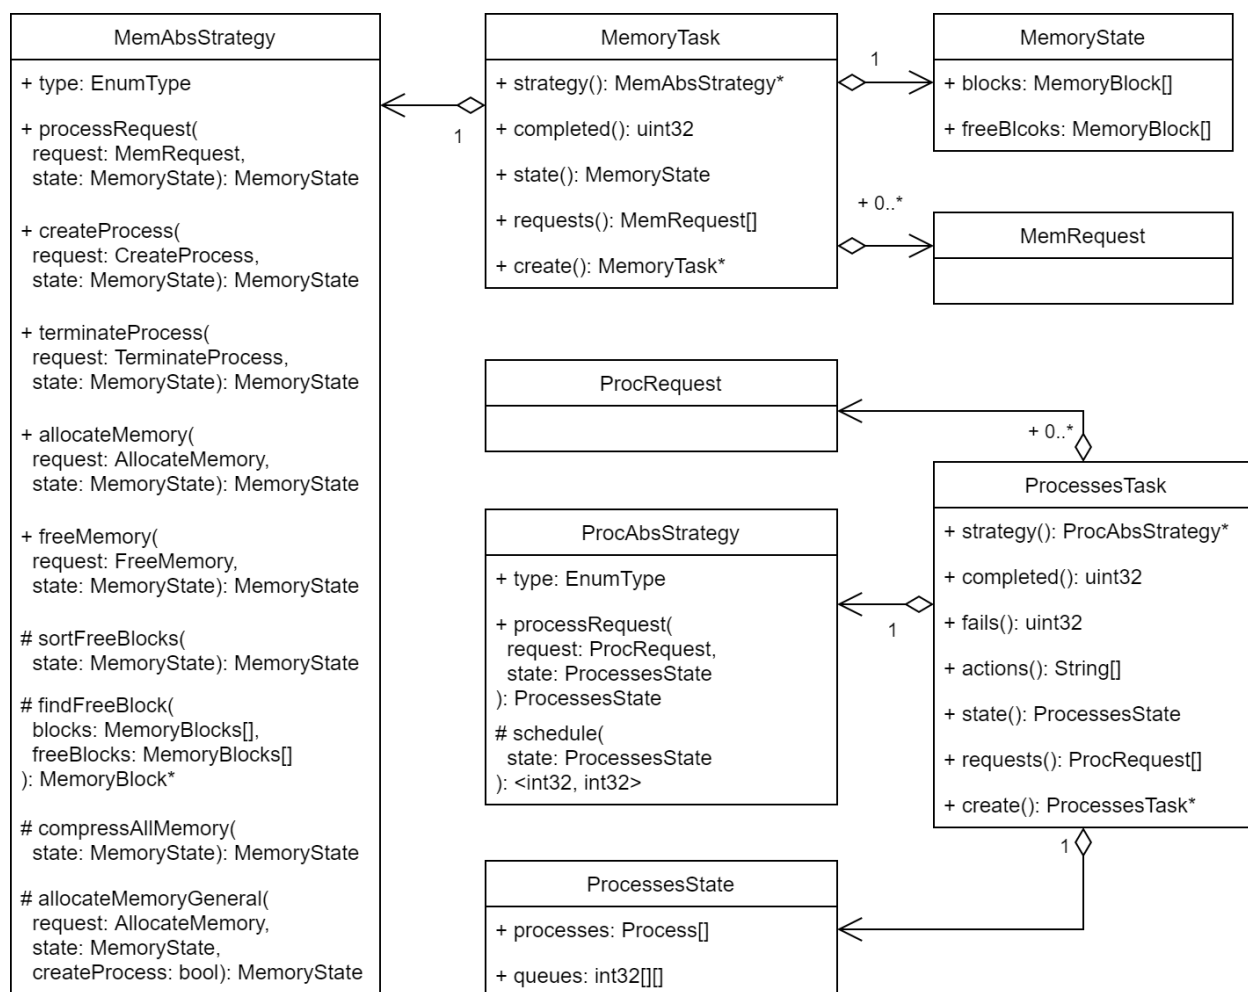 MemAbsStrategy
+ type: EnumType
+ processRequest(
request: MemRequest,
state: MemoryState): MemoryState
+ createProcess(
request: CreateProcess,
state: MemoryState): MemoryState
+ terminateProcess(
request: TerminateProcess,
state: MemoryState): MemoryState
+ allocateMemory(
request: AllocateMemory,
state: MemoryState): MemoryState
+ freeMemory(
request: FreeMemory,
state: MemoryState): MemoryState
# sortFreeBlocks(
state: MemoryState): MemoryState
# findFreeBlock(
blocks: MemoryBlocks[],
freeBlocks: MemoryBlocks[]
): MemoryBlock*
# compressAllMemory(
state: MemoryState): MemoryState
# allocateMemoryGeneral(
request: AllocateMemory,
state: MemoryState,
createProcess: bool): MemoryState
1
MemoryTask
+ strategy(): MemAbsStrategy*
+ completed(): uint32
+ state(): MemoryState
+ requests(): MemRequest[]
+ create(): MemoryTask*
1
+ 0..*
MemoryState
+ blocks: MemoryBlock[]
+ freeBlcoks: MemoryBlock[]
MemRequest
ProcRequest
+ 0..*
ProcAbsStrategy
+ type: EnumType
+ processRequest(
request: ProcRequest,
state: ProcessesState
): ProcessesState
# schedule(
state: ProcessesState
): <int32, int32>
1
ProcessesTask
+ strategy(): ProcAbsStrategy*
+ completed(): uint32
+ fails(): uint32
+ actions(): String[]
+ state(): ProcessesState
+ requests(): ProcRequest[]
+ create(): ProcessesTask*
1
ProcessesState
+ processes: Process[]
+ queues: int32[][]